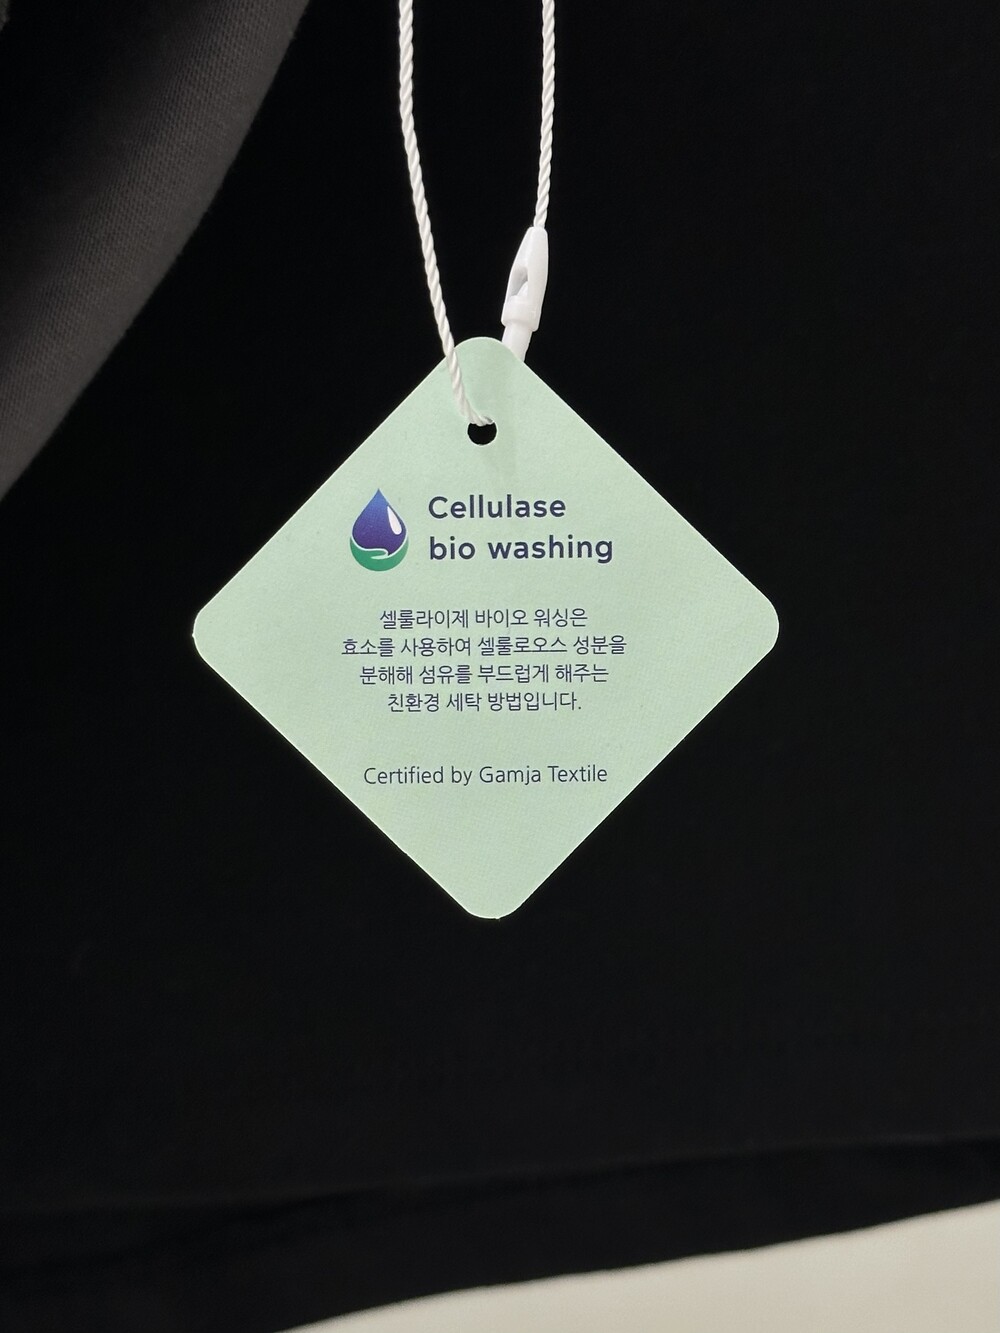 Cellulase
bio washing
셀룰라이제 바이오 워싱은
효소를 사용하여 셀룰로오스 성분을
분해해 섬유를 부드럽게 해주는
친환경 세탁 방법입니다.
Certified by Gamja Textile